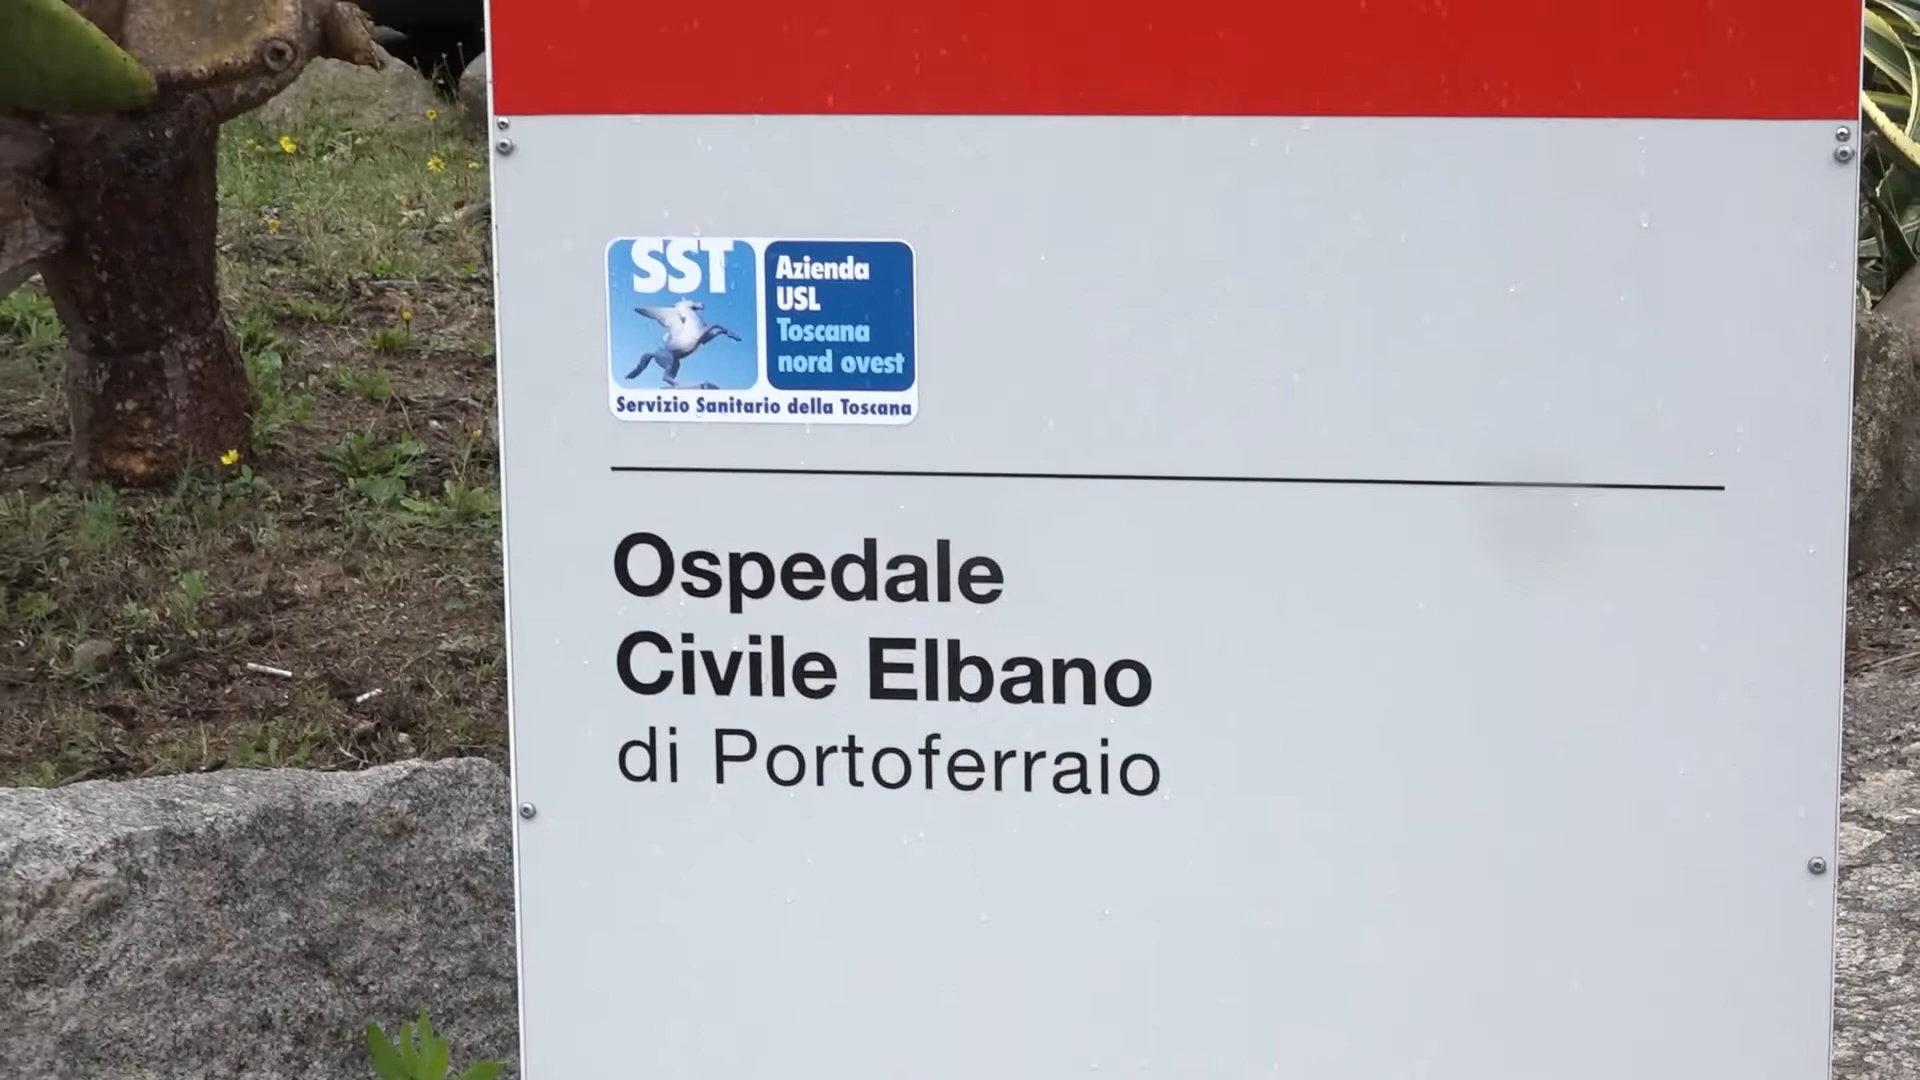 SST
Azienda
USL
Toscana
nord ovest
Servizio Sanitario della Toscana
Ospedale
Civile Elbano
di Portoferraio